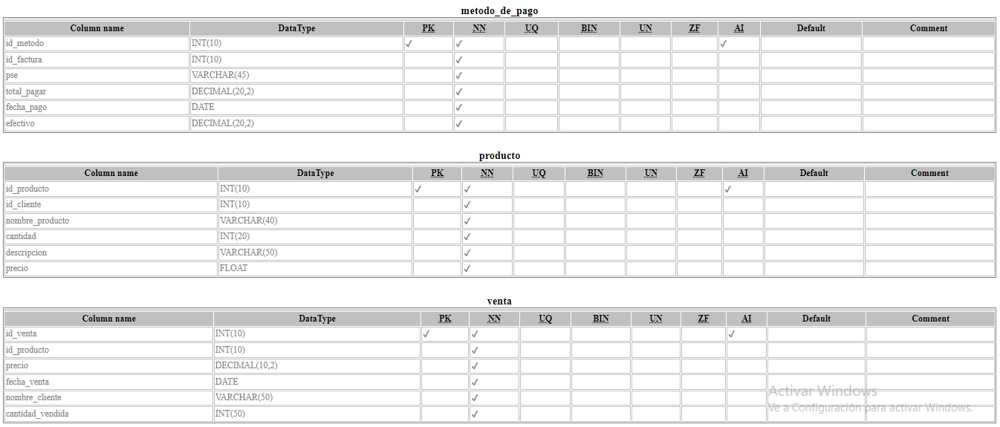 metodo_de_pago
Column name DataType PK NN UQ BIN UN ZF AI Default Comment
id_metodo INT(10) ✓ ✓ ✓
id_factura INT(10) ✓
pse VARCHAR(45) ✓
total_pagar DECIMAL(20,2) ✓
fecha_pago DATE ✓
efectivo DECIMAL(20,2) ✓
producto
Column name DataType PK NN UQ BIN UN ZF AI Default Comment
id_producto INT(10) ✓ ✓ ✓
id_cliente INT(10) ✓
nombre_producto VARCHAR(40) ✓
cantidad INT(20) ✓
descripcion VARCHAR(50) ✓
precio FLOAT ✓
venta
Column name DataType PK NN UQ BIN UN ZF AI Default Comment
id_venta INT(10) ✓ ✓ ✓
id_producto INT(10) ✓
precio DECIMAL(10,2) ✓
fecha_venta DATE ✓
nombre_cliente VARCHAR(50) ✓
cantidad_vendida INT(50) ✓
Activar Windows
Ve a Configuración para activar Windows.